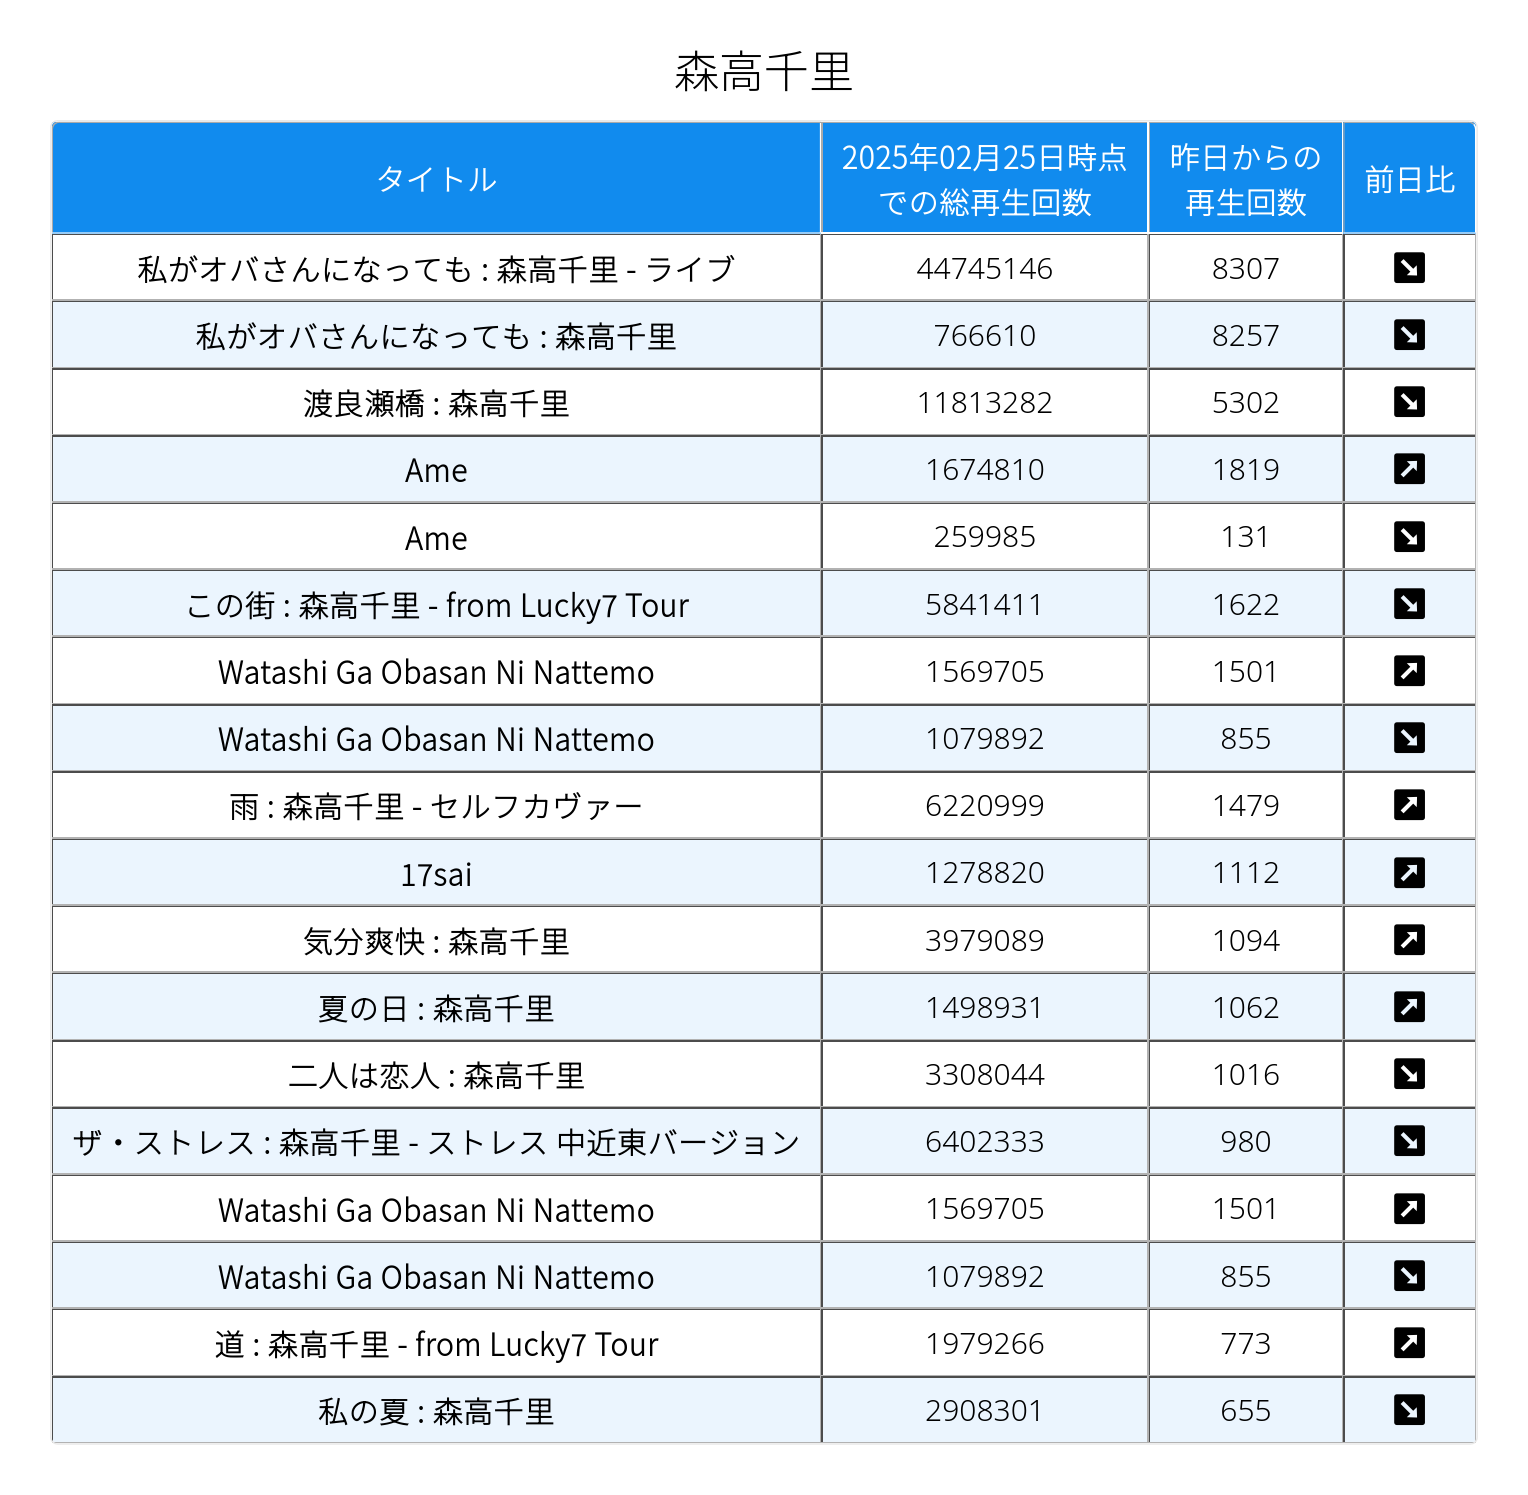 森高千里
タイトル 2025年02月25日時点での総再生回数 昨日からの再生回数 前日比
私がオバさんになっても : 森高千里 - ライブ 44745146 8307 ↘
私がオバさんになっても : 森高千里 766610 8257 ↘
渡良瀬橋 : 森高千里 11813282 5302 ↘
Ame 1674810 1819 ↗
Ame 259985 131 ↘
この街 : 森高千里 - from Lucky7 Tour 5841411 1622 ↘
Watashi Ga Obasan Ni Nattemo 1569705 1501 ↗
Watashi Ga Obasan Ni Nattemo 1079892 855 ↘
雨 : 森高千里 - セルフカヴァー 6220999 1479 ↗
17sai 1278820 1112 ↗
気分爽快 : 森高千里 3979089 1094 ↗
夏の日 : 森高千里 1498931 1062 ↗
二人は恋人 : 森高千里 3308044 1016 ↘
ザ・ストレス : 森高千里 - ストレス 中近東バージョン 6402333 980 ↘
Watashi Ga Obasan Ni Nattemo 1569705 1501 ↗
Watashi Ga Obasan Ni Nattemo 1079892 855 ↘
道 : 森高千里 - from Lucky7 Tour 1979266 773 ↗
私の夏 : 森高千里 2908301 655 ↘